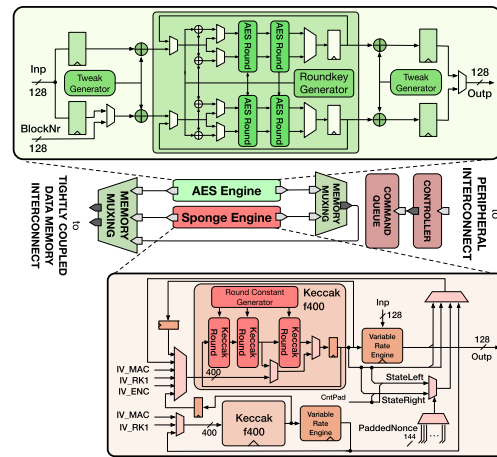 Inp
128
BlockNr
128
Tweak
Generator
AES
Round
AES
Round
Roundkey
Generator
AES Round
AES Round
Tweak
Generator
128
Outp
TIGHTLY COUPLED
DATA MEMORY
INTERCONNECT
to
MEMORY
MUXING
AES Engine
Sponge Engine
MEMORY
MUXING
COMMAND
QUEUE
CONTROLLER
PERIPHERAL
INTERCONNECT
to
Round Constant
Generator
Keccak
f400
Keccak
Round
Keccak
Round
Keccak
Round
400
IV_MAC
IV_RK1
IV_ENC
IV_MAC
IV_RK1
400
Keccak
f400
Variable
Rate
Engine
Inp
128
Variable
Rate
Engine
128
Outp
StateLeft
CntPad
StateRight
PaddedNonce
144
...